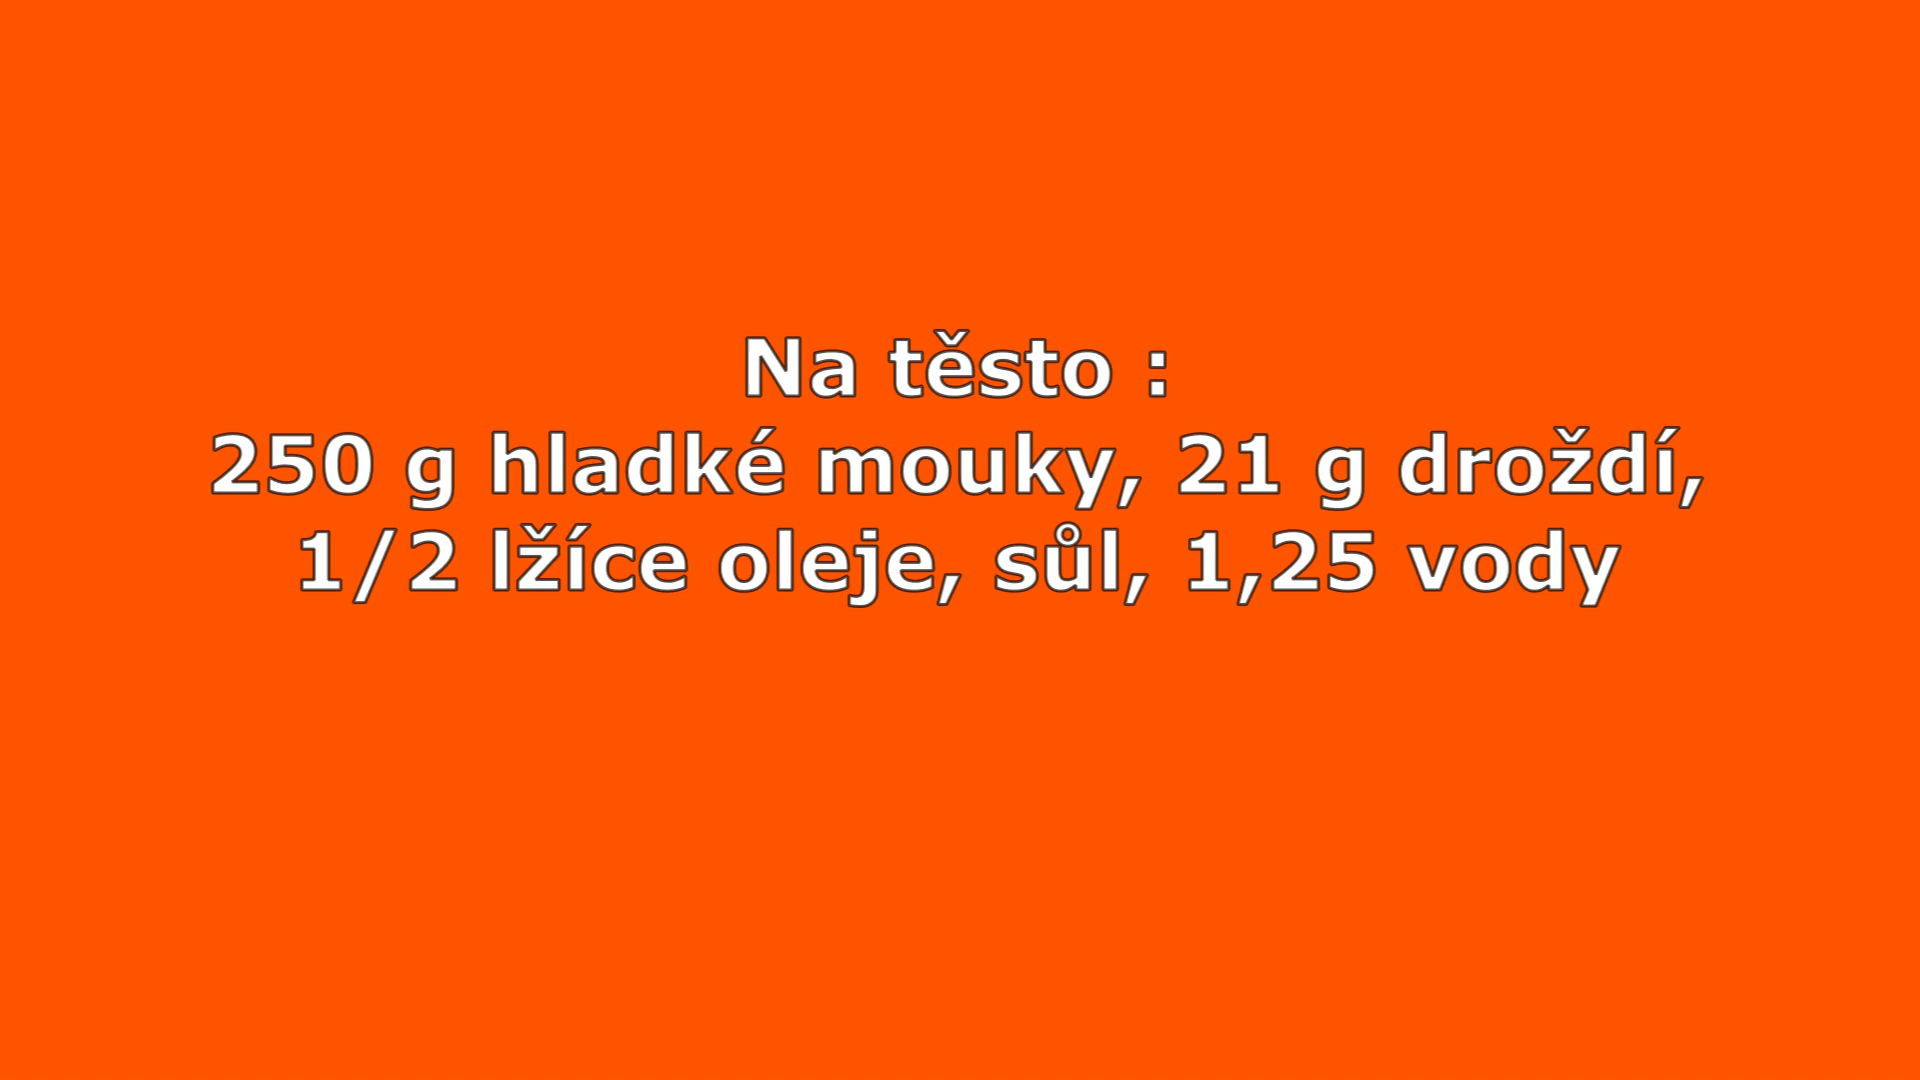 Na těsto :
250 g hladké mouky, 21 g droždí,
1/2 lžíce oleje, sůl, 1,25 vody